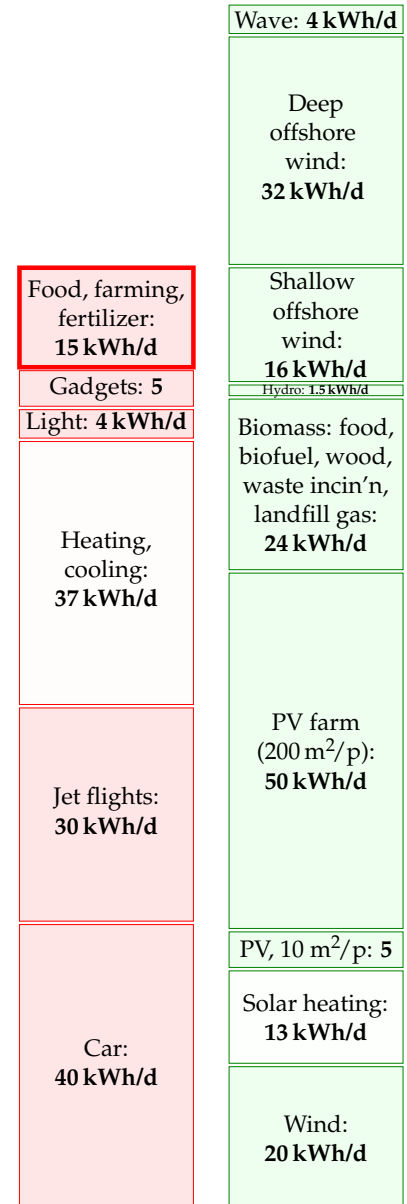 Food, farming,
fertilizer:
15 kWh/d
Gadgets: 5
Light: 4 kWh/d
Heating,
cooling:
37 kWh/d
Jet flights:
30 kWh/d
Car:
40 kWh/d
Wave: 4 kWh/d
Deep
offshore
wind:
32 kWh/d
Shallow
offshore
wind:
16 kWh/d
Hydro: 1.5 kWh/d
Biomass: food,
biofuel, wood,
waste incin’n,
landfill gas:
24 kWh/d
PV farm
(200 m²/p):
50 kWh/d
PV, 10 m²/p: 5
Solar heating:
13 kWh/d
Wind:
20 kWh/d